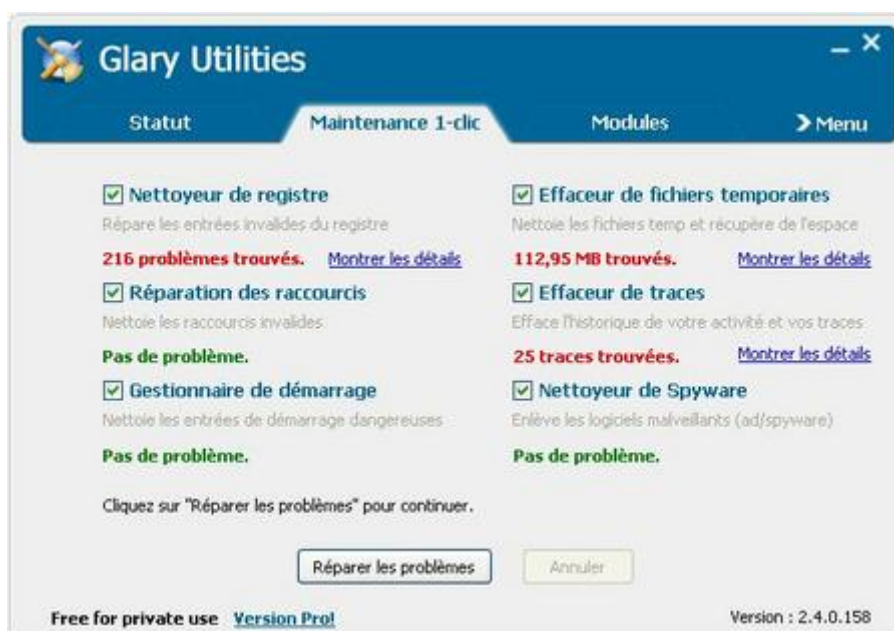 Glary Utilities
Statut
Maintenance 1-clic
Modules
Menu
Nettoyeur de registre
Répare les entrées invalides du registre
216 problèmes trouvés. Montrer les détails
Effaceur de fichiers temporaires
Nettoie les fichiers temp et récupère de l'espace
112,95 MB trouvés. Montrer les détails
Réparation des raccourcis
Nettoie les raccourcis invalides
Pas de problème.
Effaceur de traces
Efface l'historique de votre activité et vos traces
25 traces trouvées. Montrer les détails
Gestionnaire de démarrage
Nettoie les entrées de démarrage dangereuses
Pas de problème.
Nettoyeur de Spyware
Enlève les logiciels malveillants (ad/spyware)
Pas de problème.
Cliquez sur "Réparer les problèmes" pour continuer.
Réparer les problèmes
Annuler
Free for private use Version Pro!
Version : 2.4.0.158